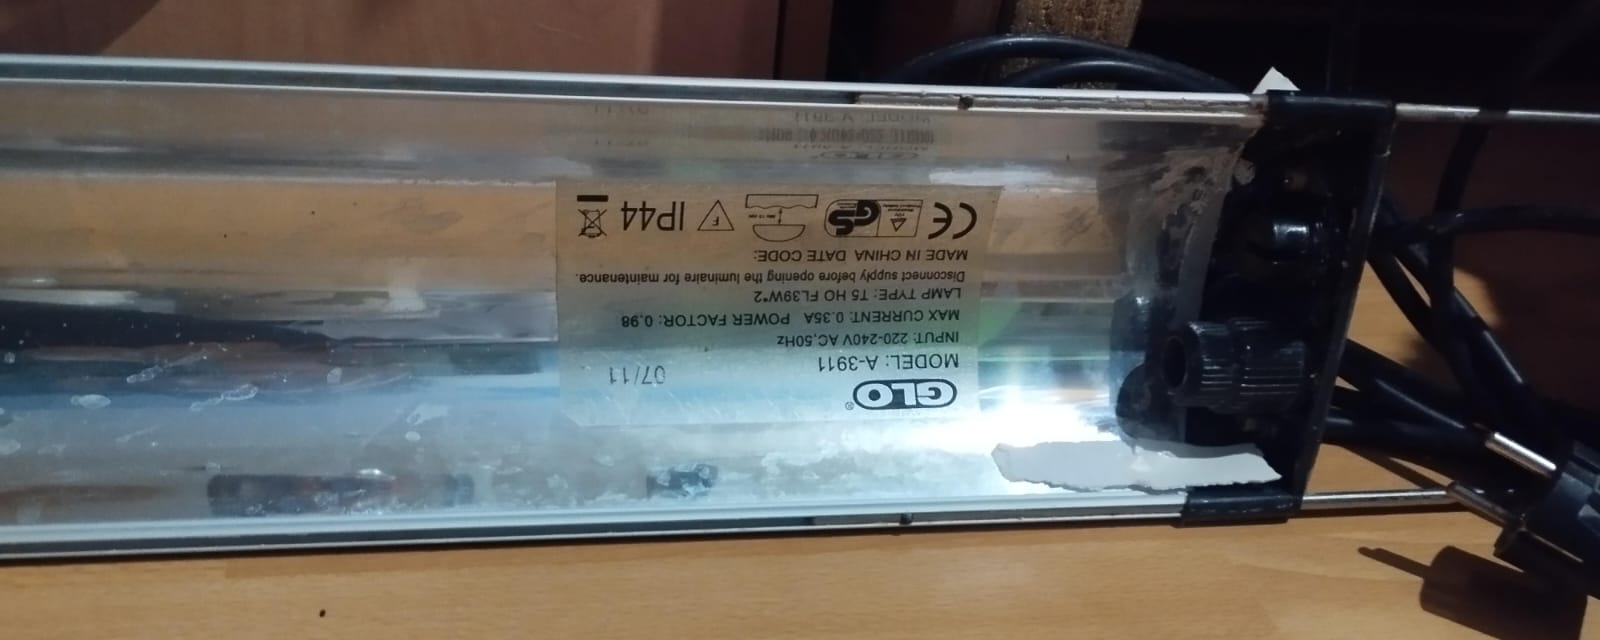 GLO®
MODEL: A-3911 07/11
INPUT: 220-240V AC,50Hz
MAX CURRENT: 0.35A POWER FACTOR: 0.98
LAMP TYPE: T5 HO FL39W*2
Disconnect supply before opening the luminaire for maintenance.
MADE IN CHINA DATE CODE:
CE GS F IP44